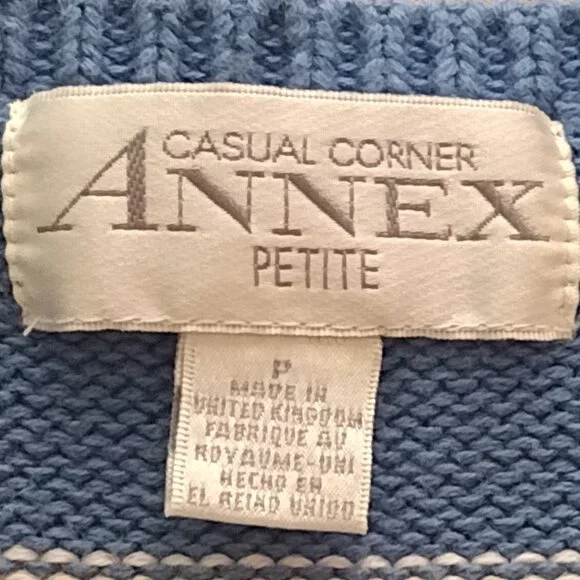 CASUAL CORNER
ANNEX
PETITE
P
MADE IN
UNITED KINGDOM
FABRIQUE AU
ROYAUME-UNI
HECHO EN
EL REINO UNIDO